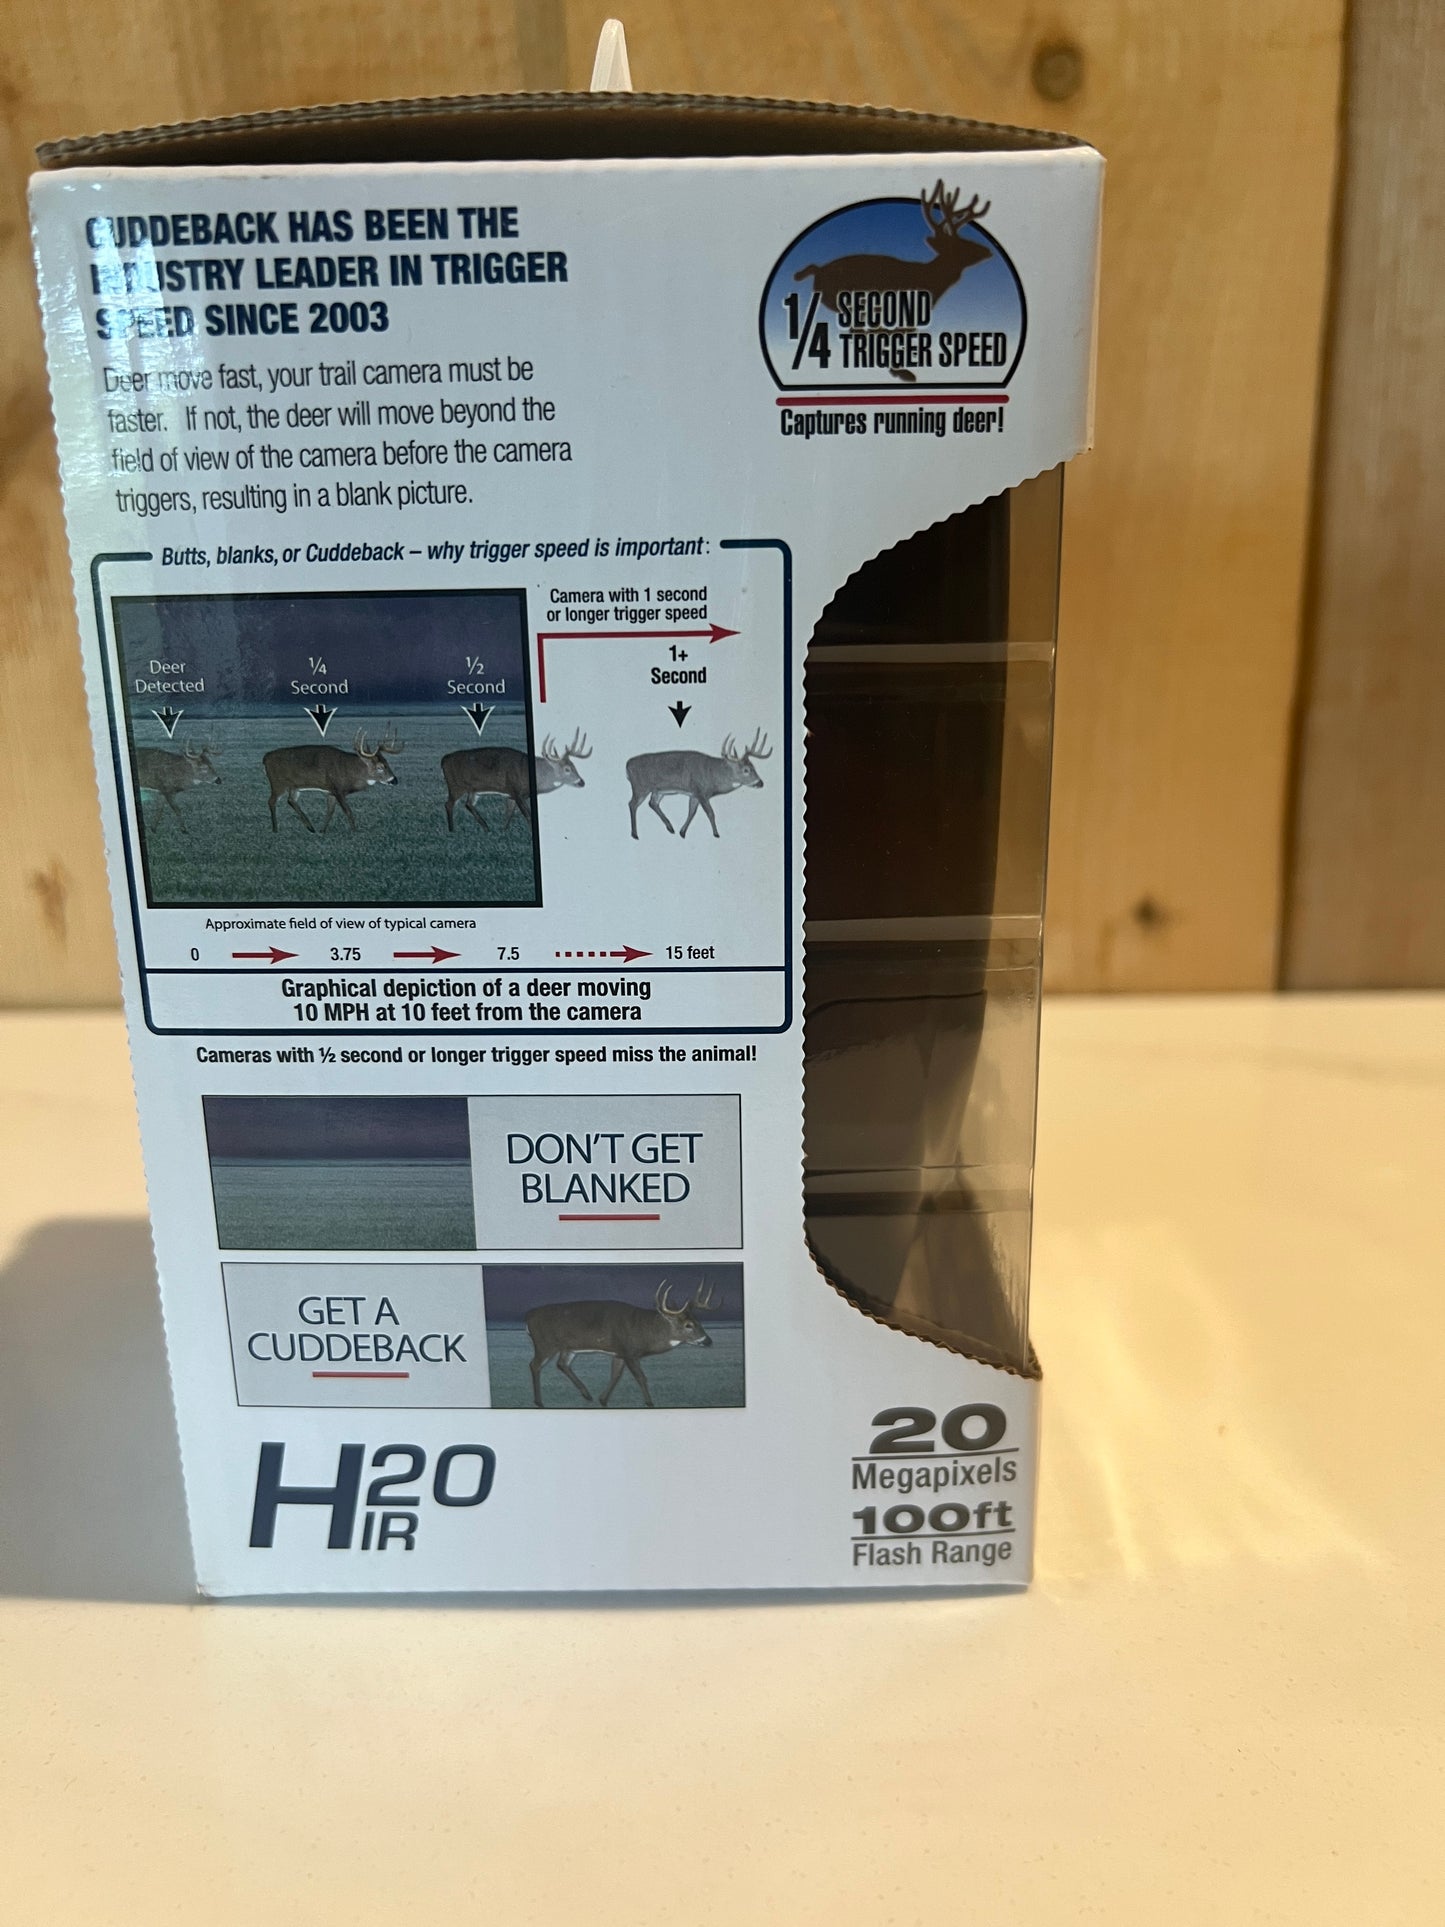 CUDDEBACK HAS BEEN THE
INDUSTRY LEADER IN TRIGGER
SPEED SINCE 2003
Deer move fast, your trail camera must be
faster. If not, the deer will move beyond the
field of view of the camera before the camera
triggers, resulting in a blank picture.
1/4 SECOND
TRIGGER SPEED
Captures running deer!
Butts, blanks, or Cuddeback – why trigger speed is important:
Camera with 1 second
or longer trigger speed
Deer
Detected
¼
Second
½
Second
1+
Second
Approximate field of view of typical camera
0 3.75 7.5 15 feet
Graphical depiction of a deer moving
10 MPH at 10 feet from the camera
Cameras with ½ second or longer trigger speed miss the animal!
DON'T GET
BLANKED
GET A
CUDDEBACK
H20
IR
20
Megapixels
100ft
Flash Range